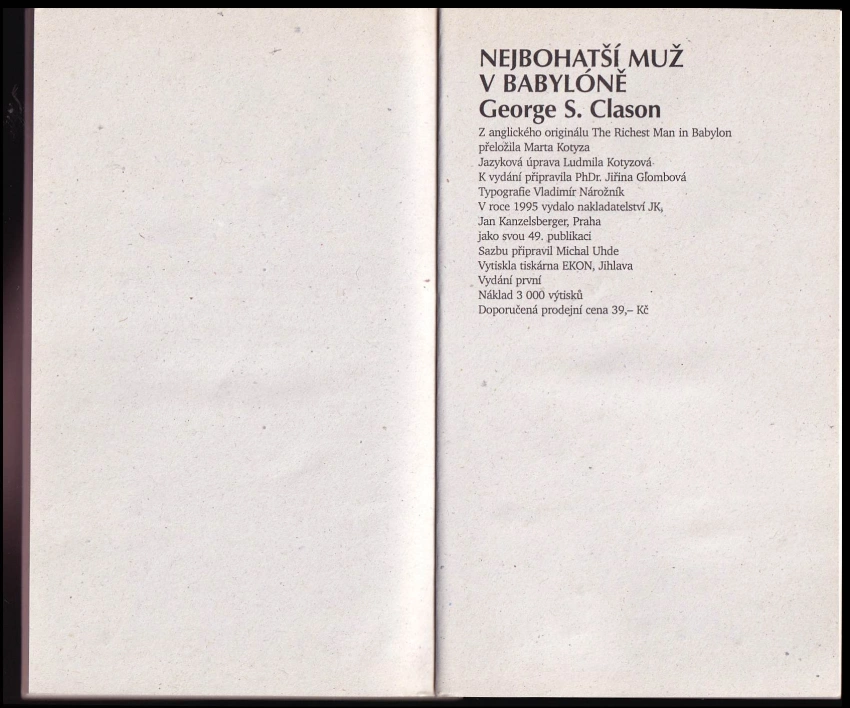 NEJBOHATŠÍ MUŽ
V BABYLÓNĚ
George S. Clason
Z anglického originálu The Richest Man in Babylon
přeložila Marta Kotyza
Jazyková úprava Ludmila Kotyzová
K vydání připravila PhDr. Jiřina Glombová
Typografie Vladimír Nárožník
V roce 1995 vydalo nakladatelství JK,
Jan Kanzelsberger, Praha
jako svou 49. publikaci
Sazbu připravil Michal Uhde
Vytiskla tiskárna EKON, Jihlava
Vydání první
Náklad 3 000 výtisků
Doporučená prodejní cena 39,– Kč